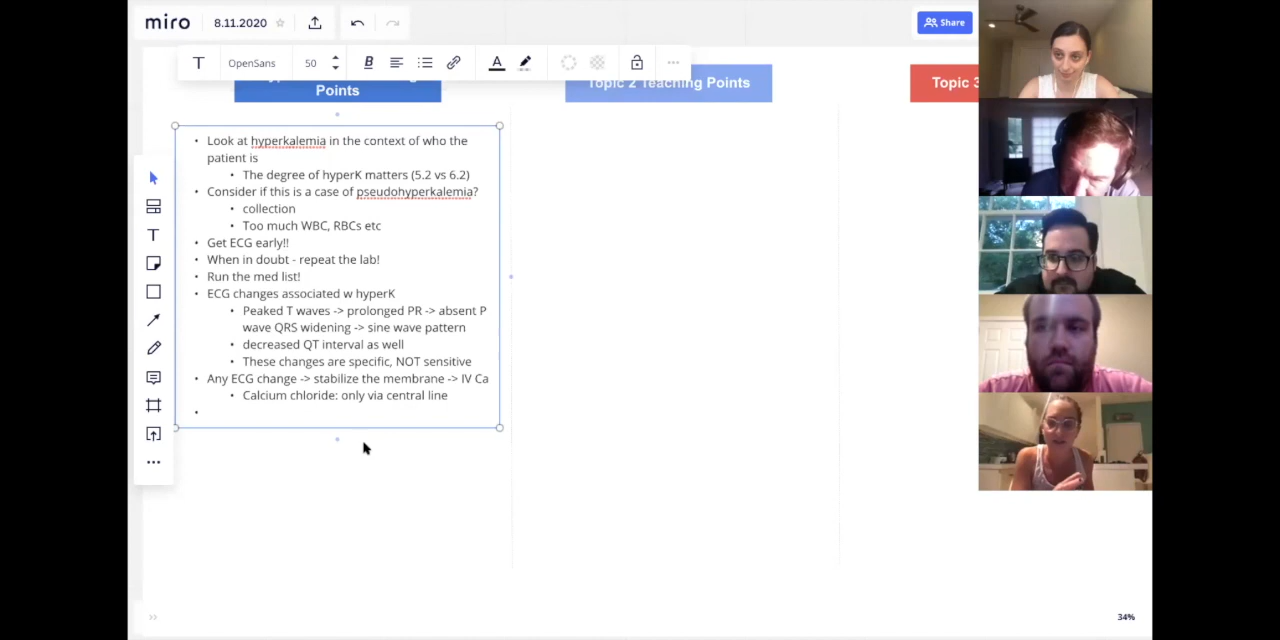 miro
8.11.2020
Share
OpenSans
50
B
A
Points
Topic 2 Teaching Points
Topic 3
• Look at hyperkalemia in the context of who the
patient is
• The degree of hyperK matters (5.2 vs 6.2)
• Consider if this is a case of pseudohyperkalemia?
• collection
• Too much WBC, RBCs etc
• Get ECG early!!
• When in doubt - repeat the lab!
• Run the med list!
• ECG changes associated w hyperK
• Peaked T waves -> prolonged PR -> absent P
wave QRS widening -> sine wave pattern
• decreased QT interval as well
• These changes are specific, NOT sensitive
• Any ECG change -> stabilize the membrane -> IV Ca
• Calcium chloride: only via central line
•
34%